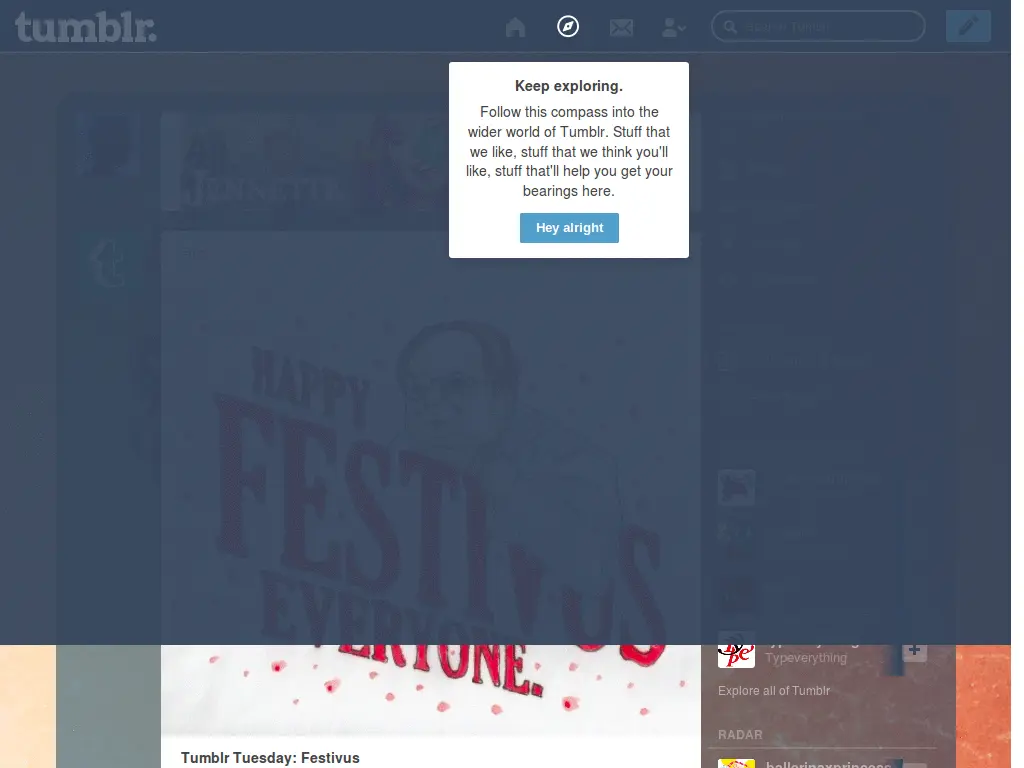 tumblr.
Search Tumblr
Keep exploring.
Follow this compass into the
wider world of Tumblr. Stuff that
we like, stuff that we think you'll
like, stuff that'll help you get your
bearings here.
Hey alright
HAPPY
FESTIVUS
EVERYONE.
Typeverything
Explore all of Tumblr
Tumblr Tuesday: Festivus
RADAR